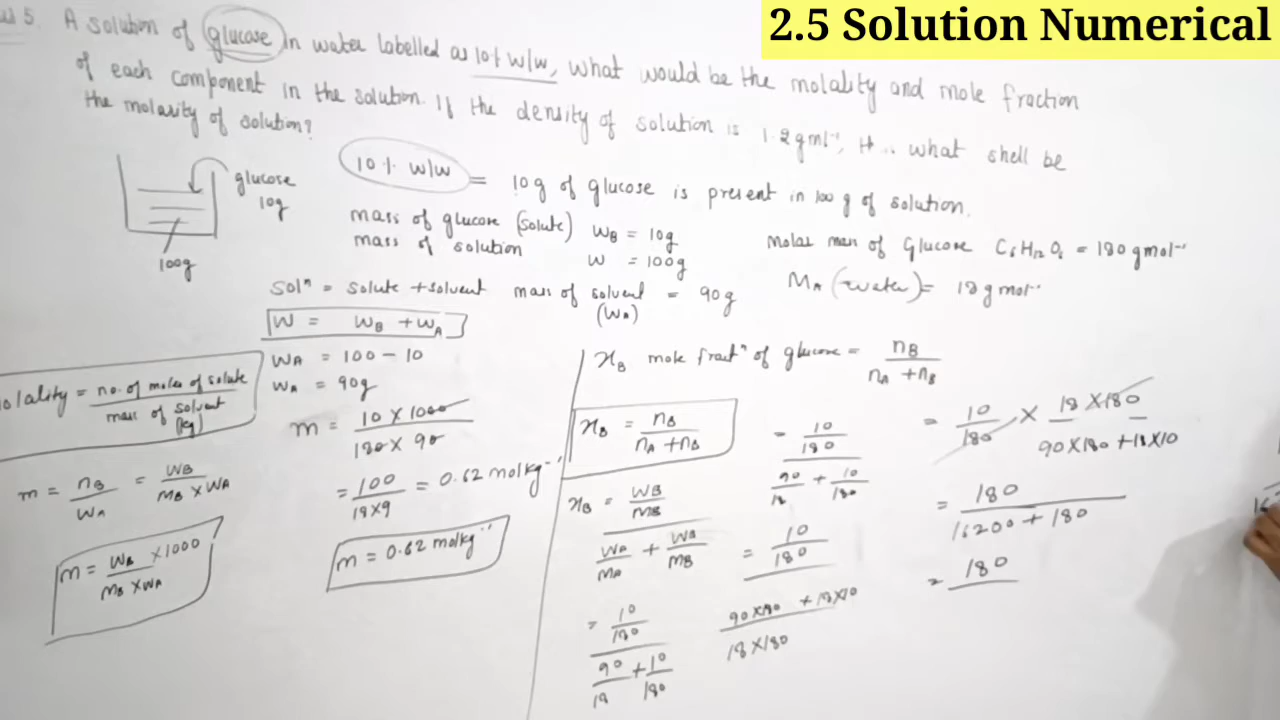 2.5 Solution Numerical
5. A solution of glucose in water labelled as 10% w/w, what would be the molality and mole fraction
of each component in the solution. If the density of solution is 1.2 gml⁻¹, what shall be
the molarity of solution?
glucose
10g
100g
10% w/w = 10g of glucose is present in 100 g of solution.
mass of glucose (solute) WB = 10g
mass of solution W = 100g
Molar mass of Glucose C6H12O6 = 180 gmol⁻¹
MA (water) = 18 g mol⁻¹
Solⁿ = Solute + solvent mass of solvent = 90g
(WA)
W = WB + WA
WA = 100 - 10
WA = 90g
molality = no. of moles of solute / mass of solvent (kg)
m = nB / WA = WB / MB × WA
m = WB × 1000 / MB × WA
m = 10 × 1000 / 180 × 90
= 100 / 18×9 = 0.62 mol kg⁻¹
m = 0.62 mol kg⁻¹
xB mole fractⁿ of glucose = nB / nA + nB
xB = nB / nA + nB
xB = WB / MB
WA / MA + WB / MB
= 10 / 180
90 / 18 + 10 / 180
= 10 / 180
90 / 18 + 10 / 180
= 10 / 180
90×180 + 18×10
18 × 180
= 10 / 180 × 18 × 180 / 90×180 + 18×10
= 180 / 16200 + 180
= 180